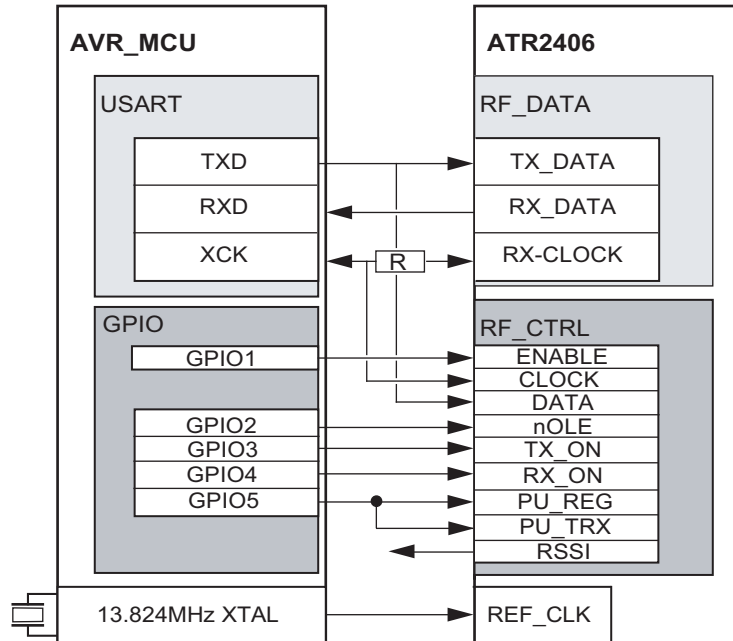 AVR_MCU
USART
TXD
RXD
XCK
GPIO
GPIO1
GPIO2
GPIO3
GPIO4
GPIO5
13.824MHz XTAL
R
ATR2406
RF_DATA
TX_DATA
RX_DATA
RX-CLOCK
RF_CTRL
ENABLE
CLOCK
DATA
nOLE
TX_ON
RX_ON
PU_REG
PU_TRX
RSSI
REF_CLK